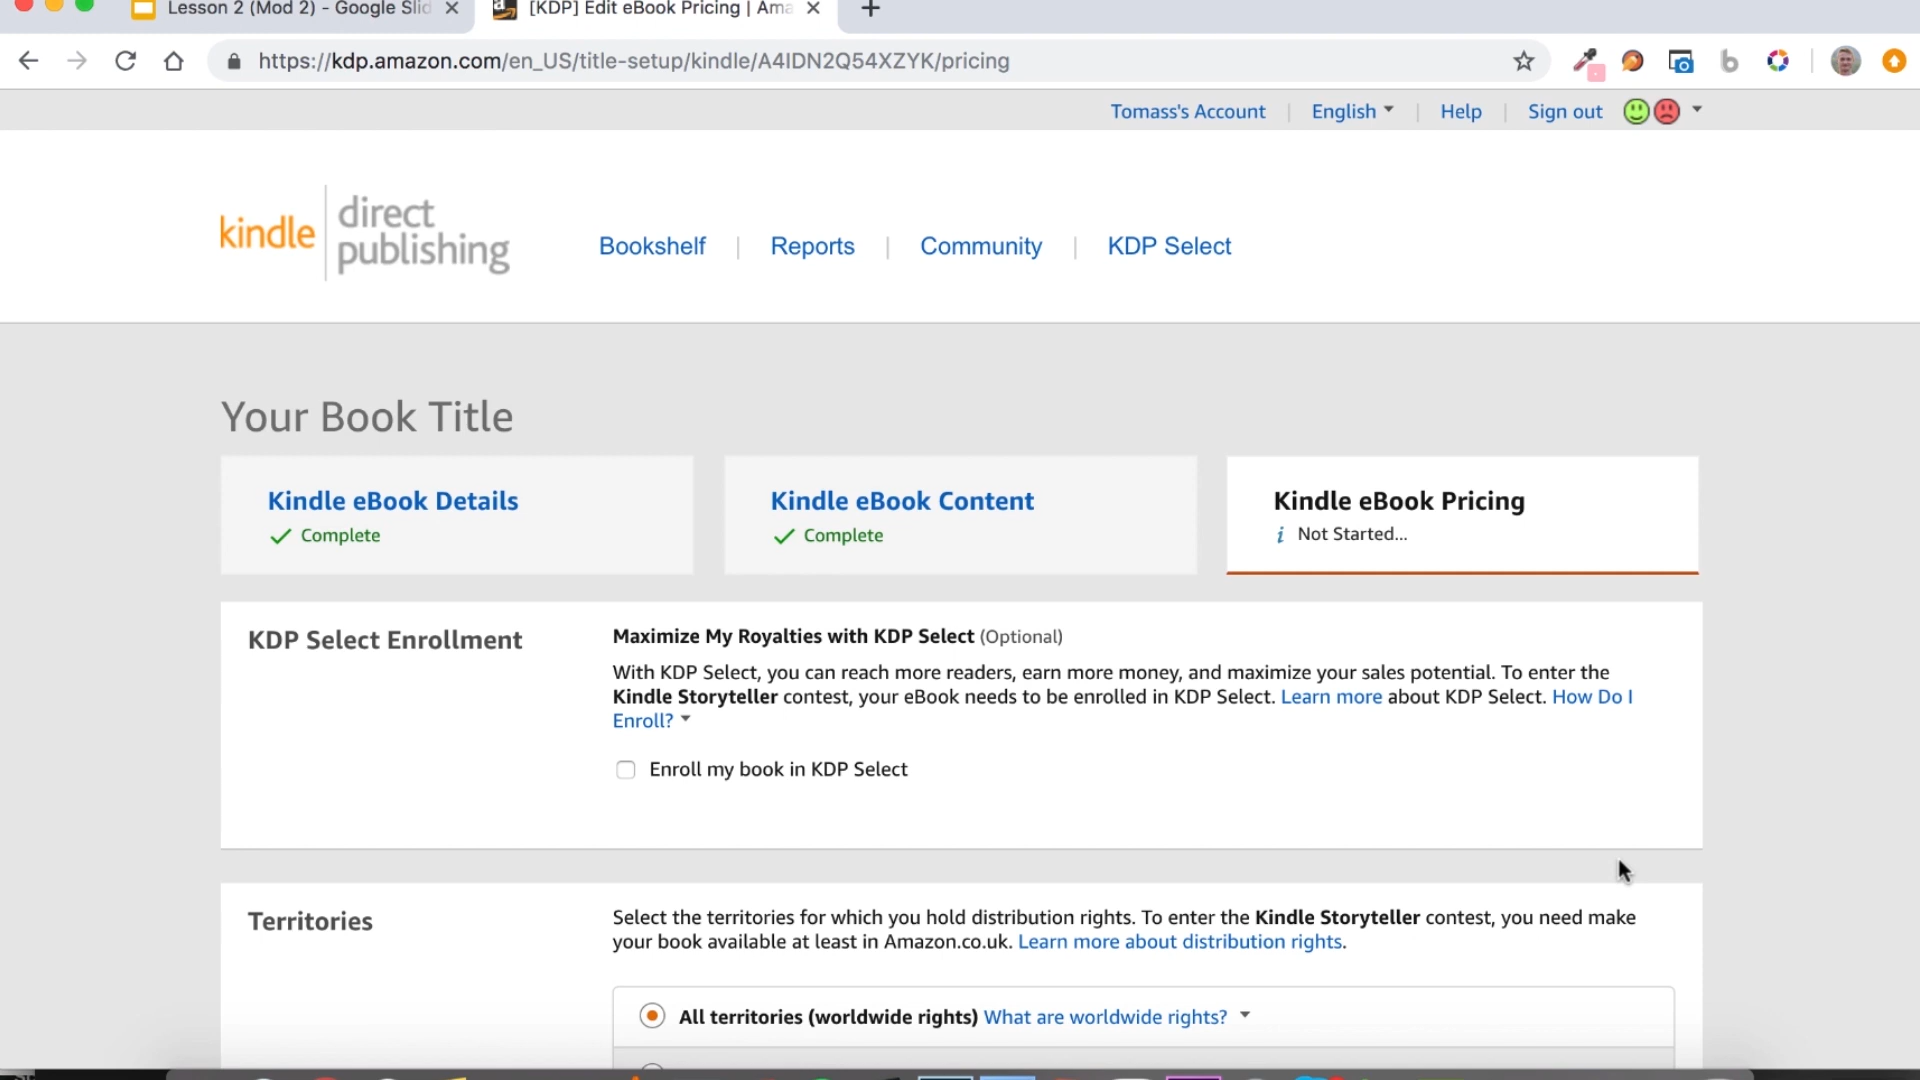 Lesson 2 (Mod 2) - Google Slid
[KDP] Edit eBook Pricing | Ama
https://kdp.amazon.com/en_US/title-setup/kindle/A4IDN2Q54XZYK/pricing
Tomass's Account | English | Help | Sign out
kindle direct publishing
Bookshelf | Reports | Community | KDP Select
Your Book Title
Kindle eBook Details
Complete
Kindle eBook Content
Complete
Kindle eBook Pricing
i Not Started...
KDP Select Enrollment
Maximize My Royalties with KDP Select (Optional)
With KDP Select, you can reach more readers, earn more money, and maximize your sales potential. To enter the
Kindle Storyteller contest, your eBook needs to be enrolled in KDP Select. Learn more about KDP Select. How Do I
Enroll?
Enroll my book in KDP Select
Territories
Select the territories for which you hold distribution rights. To enter the Kindle Storyteller contest, you need make
your book available at least in Amazon.co.uk. Learn more about distribution rights.
All territories (worldwide rights) What are worldwide rights?